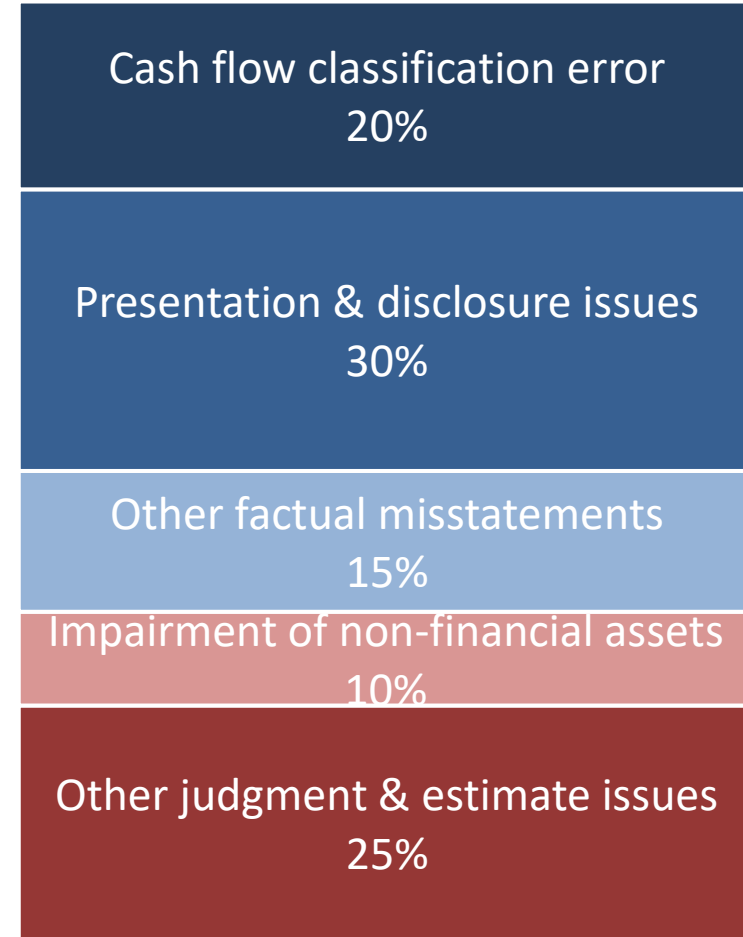 Cash flow classification error
20%
Presentation & disclosure issues
30%
Other factual misstatements
15%
Impairment of non-financial assets
10%
Other judgment & estimate issues
25%